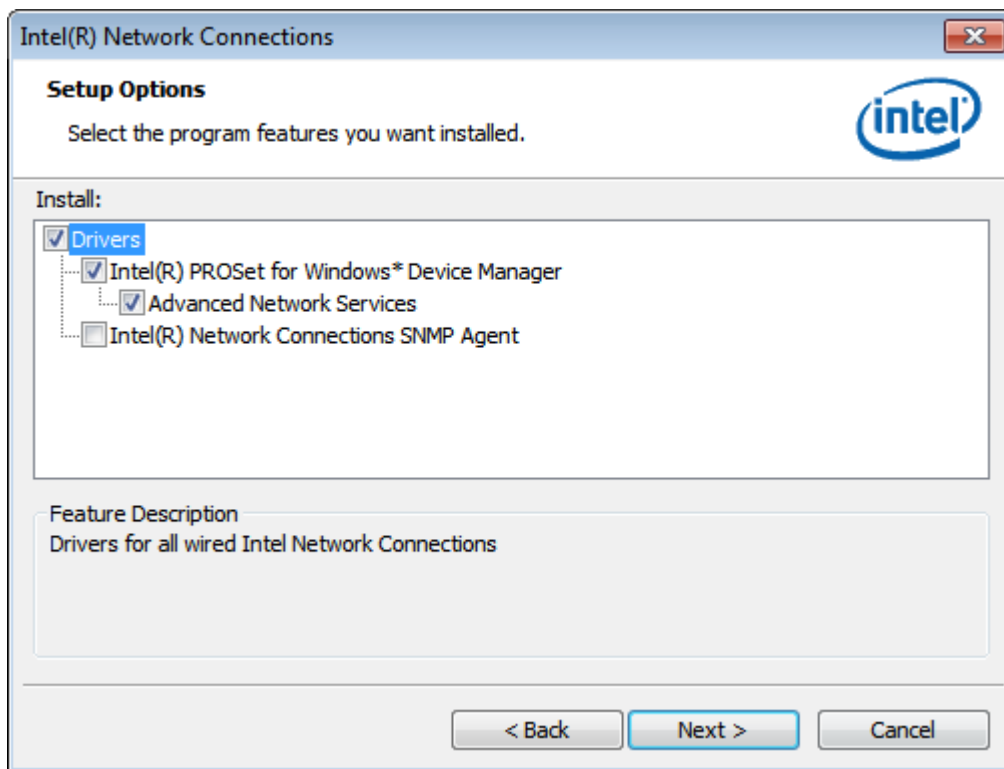 Intel(R) Network Connections
Setup Options
Select the program features you want installed.
intel
Install:
Drivers
Intel(R) PROSet for Windows* Device Manager
Advanced Network Services
Intel(R) Network Connections SNMP Agent
Feature Description
Drivers for all wired Intel Network Connections
< Back
Next >
Cancel